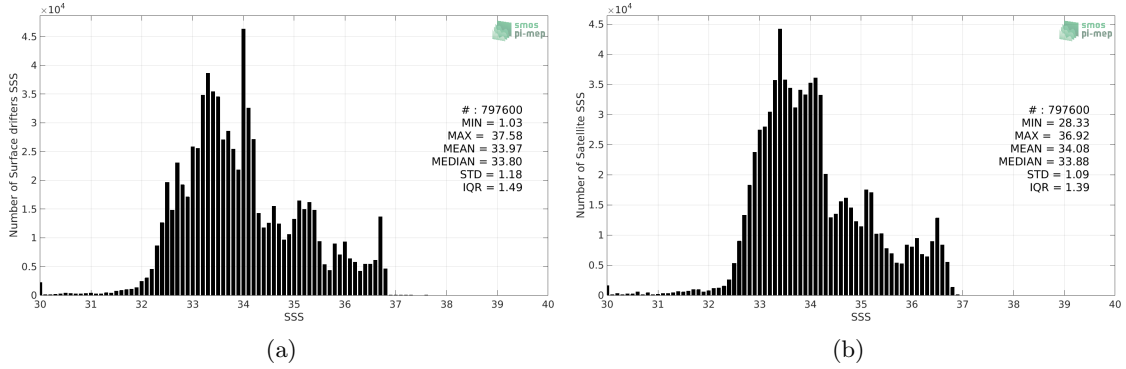 ×10⁴
5
4.5
4
3.5
3
2.5
2
1.5
1
0.5
0
Number of Surface drifters SSS
smos
pi-mep
# : 797600
MIN = 1.03
MAX = 37.58
MEAN = 33.97
MEDIAN = 33.80
STD = 1.18
IQR = 1.49
30 31 32 33 34 35 36 37 38 39 40
SSS
(a)
×10⁴
5
4.5
4
3.5
3
2.5
2
1.5
1
0.5
0
Number of Satellite SSS
smos
pi-mep
# : 797600
MIN = 28.33
MAX = 36.92
MEAN = 34.08
MEDIAN = 33.88
STD = 1.09
IQR = 1.39
30 31 32 33 34 35 36 37 38 39 40
SSS
(b)